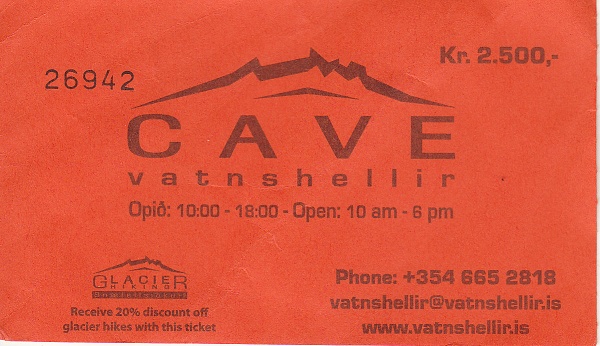 Kr. 2.500,-
26942
CAVE
vatnshellir
Opið: 10:00 - 18:00 - Open: 10 am - 6 pm
GLACIER
HIKING
Receive 20% discount off
glacier hikes with this ticket
Phone: +354 665 2818
vatnshellir@vatnshellir.is
www.vatnshellir.is